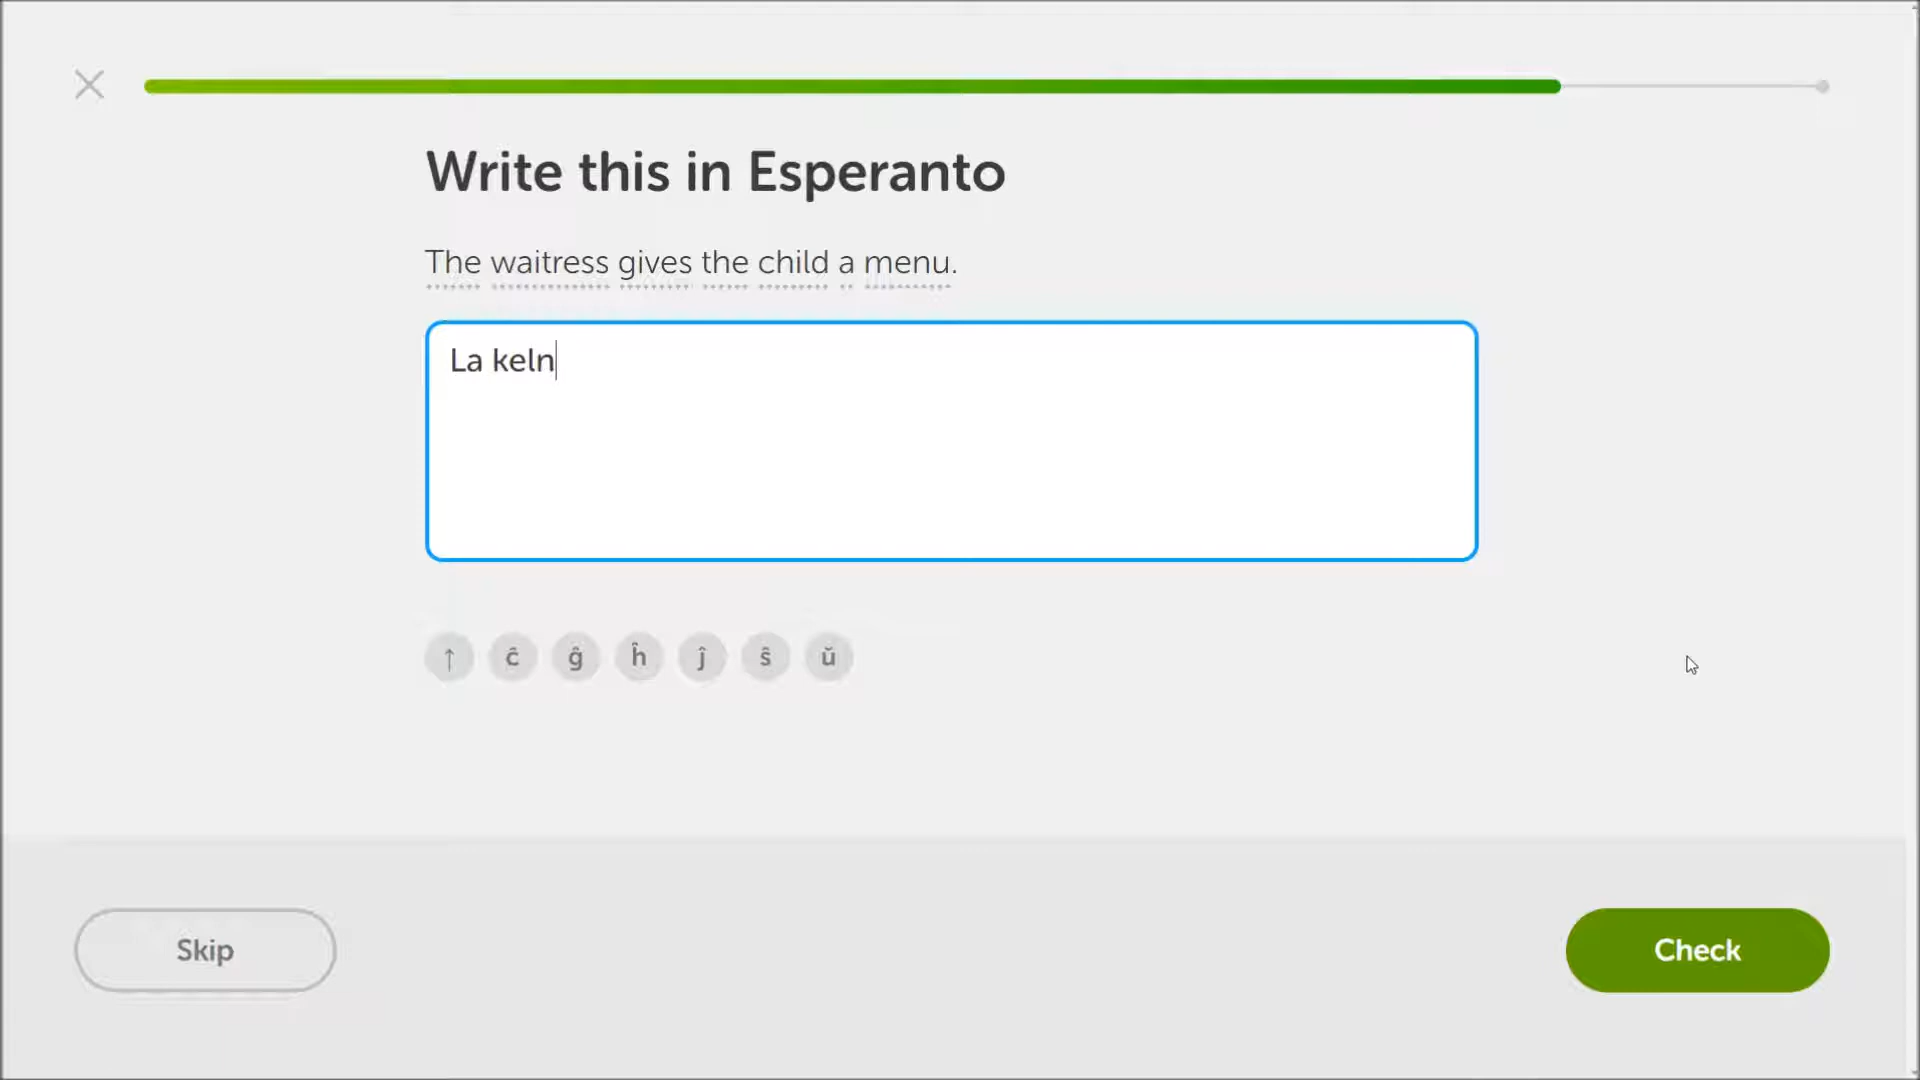 Write this in Esperanto
The waitress gives the child a menu.
La keln
↑ ĉ ĝ ĥ ĵ ŝ ŭ
Skip
Check